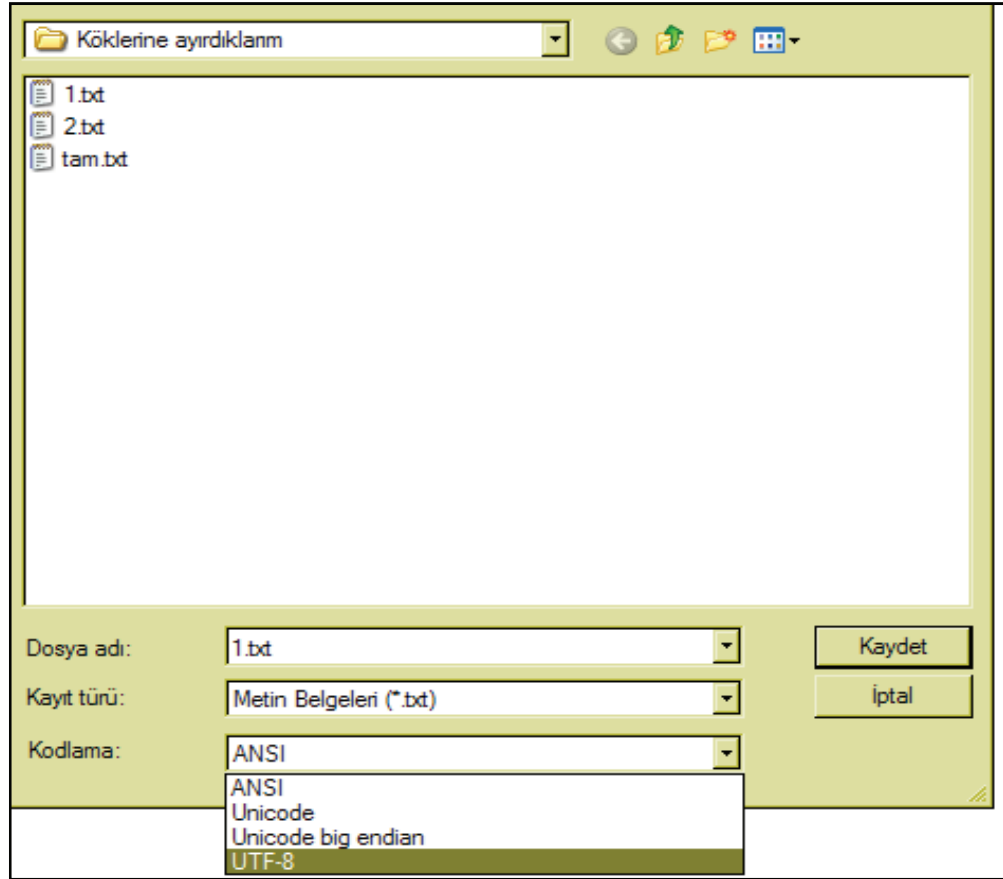 Köklerine ayırdıklarım
1.txt
2.txt
tam.txt
Dosya adı: 1.txt Kaydet
Kayıt türü: Metin Belgeleri (*.txt) İptal
Kodlama: ANSI
ANSI
Unicode
Unicode big endian
UTF-8